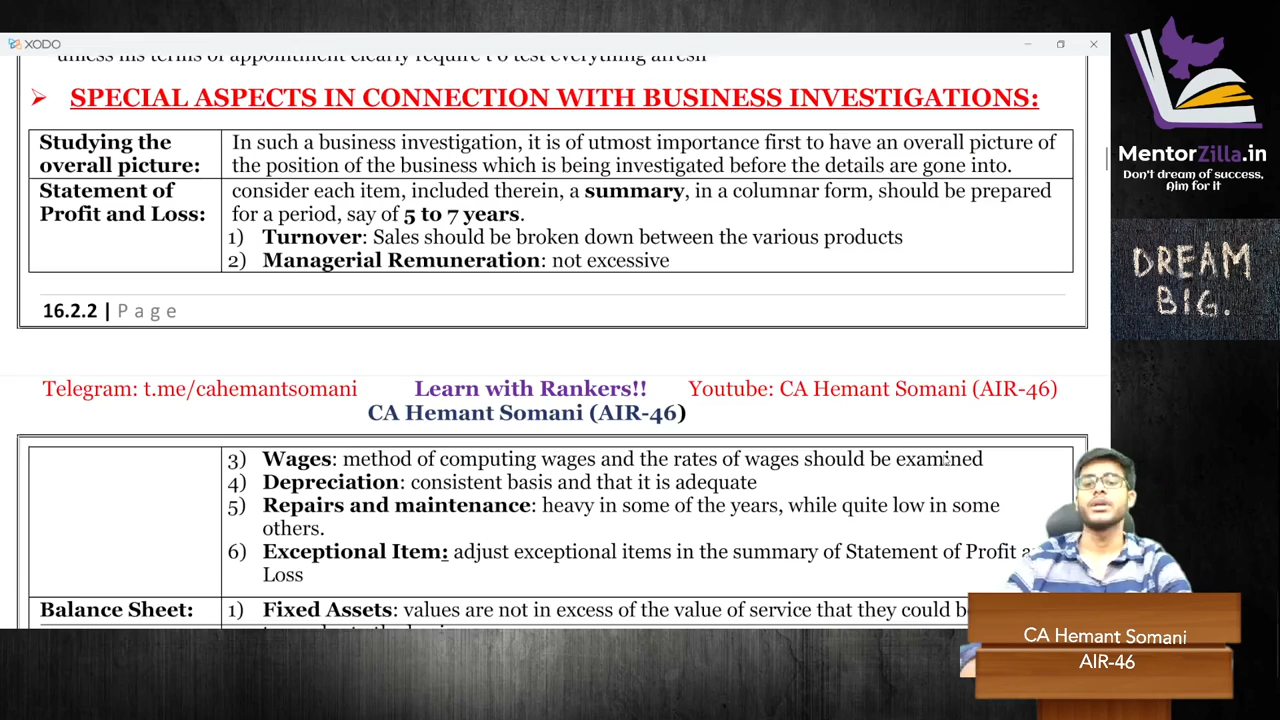 XODO
unless his terms of appointment clearly require t o test everything afresh
➢ SPECIAL ASPECTS IN CONNECTION WITH BUSINESS INVESTIGATIONS:
Studying the overall picture:
In such a business investigation, it is of utmost importance first to have an overall picture of
the position of the business which is being investigated before the details are gone into.
Statement of Profit and Loss:
consider each item, included therein, a summary, in a columnar form, should be prepared
for a period, say of 5 to 7 years.
1) Turnover: Sales should be broken down between the various products
2) Managerial Remuneration: not excessive
16.2.2 | P a g e
Telegram: t.me/cahemantsomani Learn with Rankers!! Youtube: CA Hemant Somani (AIR-46)
CA Hemant Somani (AIR-46)
3) Wages: method of computing wages and the rates of wages should be examined
4) Depreciation: consistent basis and that it is adequate
5) Repairs and maintenance: heavy in some of the years, while quite low in some
others.
6) Exceptional Item: adjust exceptional items in the summary of Statement of Profit
Loss
Balance Sheet: 1) Fixed Assets: values are not in excess of the value of service that they could
MentorZilla.in
Don't dream of success,
Aim for it
DREAM
BIG.
CA Hemant Somani
AIR-46